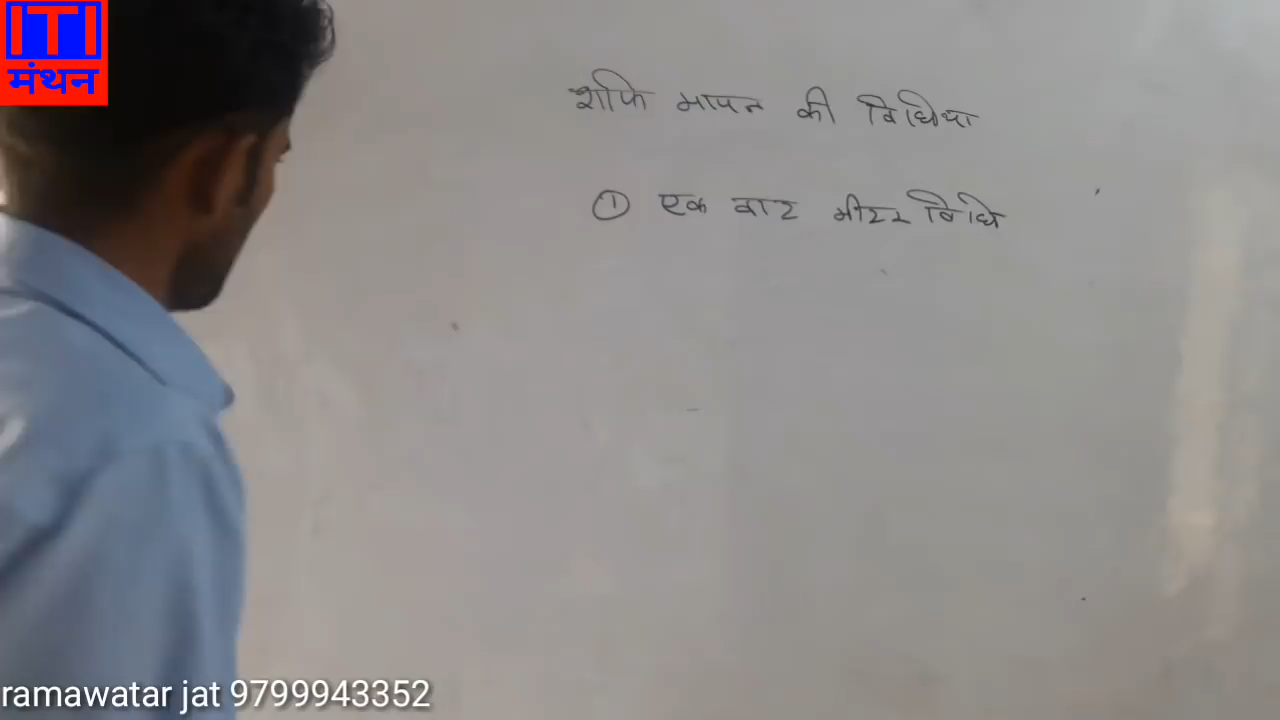 ITI
मंथन
शक्ति मापन की विधिया
① एक वाट मीटर विधि
ramawatar jat 9799943352